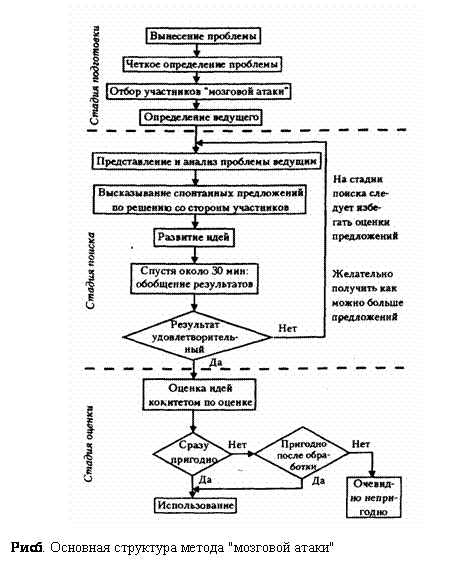 Стадия подготовки
Вынесение проблемы
Четкое определение проблемы
Отбор участников "мозговой атаки"
Определение ведущего
Стадия поиска
Представление и анализ проблемы ведущим
Высказывание спонтанных предложений
по решению со стороны участников
Развитие идей
Спустя около 30 мин:
обобщение результатов
Результат
удовлетворитель-
ный
Нет
Да
На стадии
поиска сле-
дует избе-
гать оценки
предложений
Желательно
получить как
можно больше
предложений
Стадия оценки
Оценка идей
комитетом по оценке
Сразу
пригодно
Нет
Да
Пригодно
после обра-
ботки
Нет
Да
Использование
Очевид-
но непри-
годно
Рис6. Основная структура метода "мозговой атаки"